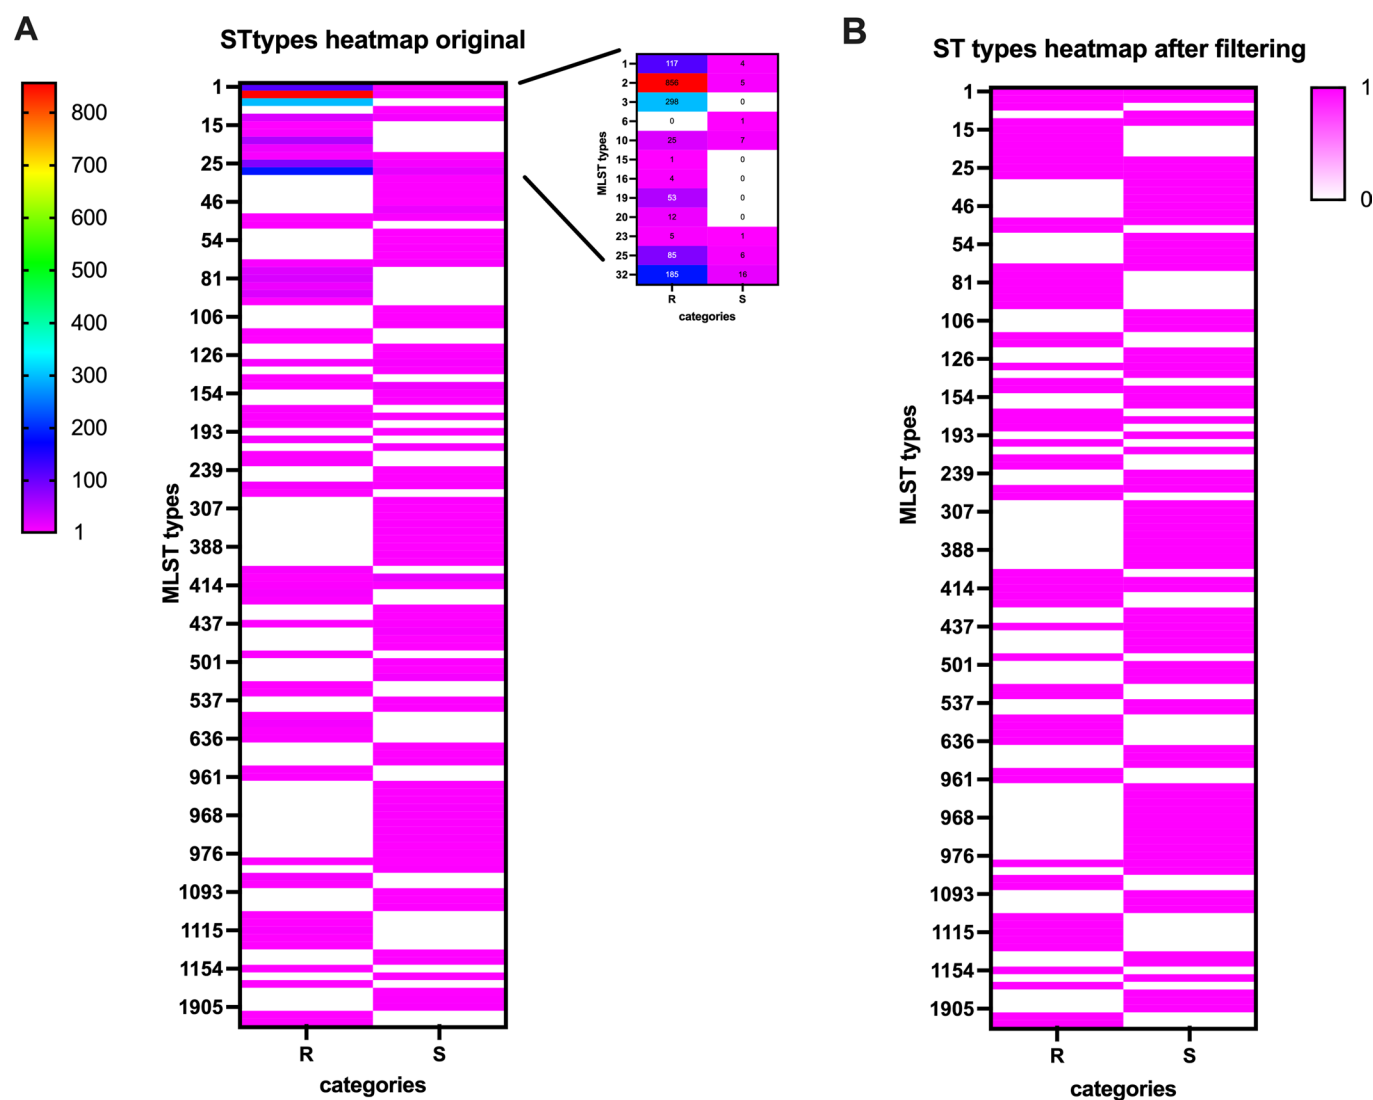 A
STtypes heatmap original
800
700
600
500
400
300
200
100
1
MLST types
1
15
25
46
54
81
106
126
154
193
239
307
388
414
437
501
537
636
961
968
976
1093
1115
1154
1905
R S
categories
MLST types
1 117 4
2 856 5
3 298 0
6 0 1
10 25 7
15 1 0
16 4 0
19 53 0
20 12 0
23 5 1
25 85 6
32 185 16
R S
categories
B
ST types heatmap after filtering
1
0
MLST types
1
15
25
46
54
81
106
126
154
193
239
307
388
414
437
501
537
636
961
968
976
1093
1115
1154
1905
R S
categories